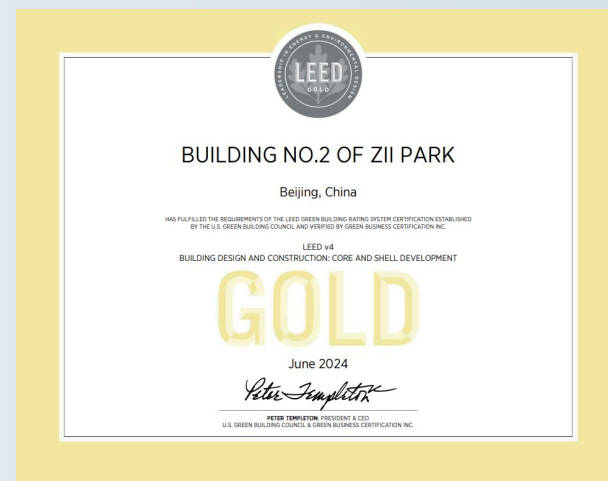 LEADERSHIP IN ENERGY & ENVIRONMENTAL DESIGN
LEED
GOLD
BUILDING NO.2 OF ZII PARK
Beijing, China
HAS FULFILLED THE REQUIREMENTS OF THE LEED GREEN BUILDING RATING SYSTEM CERTIFICATION ESTABLISHED
BY THE U.S. GREEN BUILDING COUNCIL AND VERIFIED BY GREEN BUSINESS CERTIFICATION INC.
LEED v4
BUILDING DESIGN AND CONSTRUCTION: CORE AND SHELL DEVELOPMENT
GOLD
June 2024
Peter Templeton
PETER TEMPLETON, PRESIDENT & CEO
U.S. GREEN BUILDING COUNCIL & GREEN BUSINESS CERTIFICATION INC.